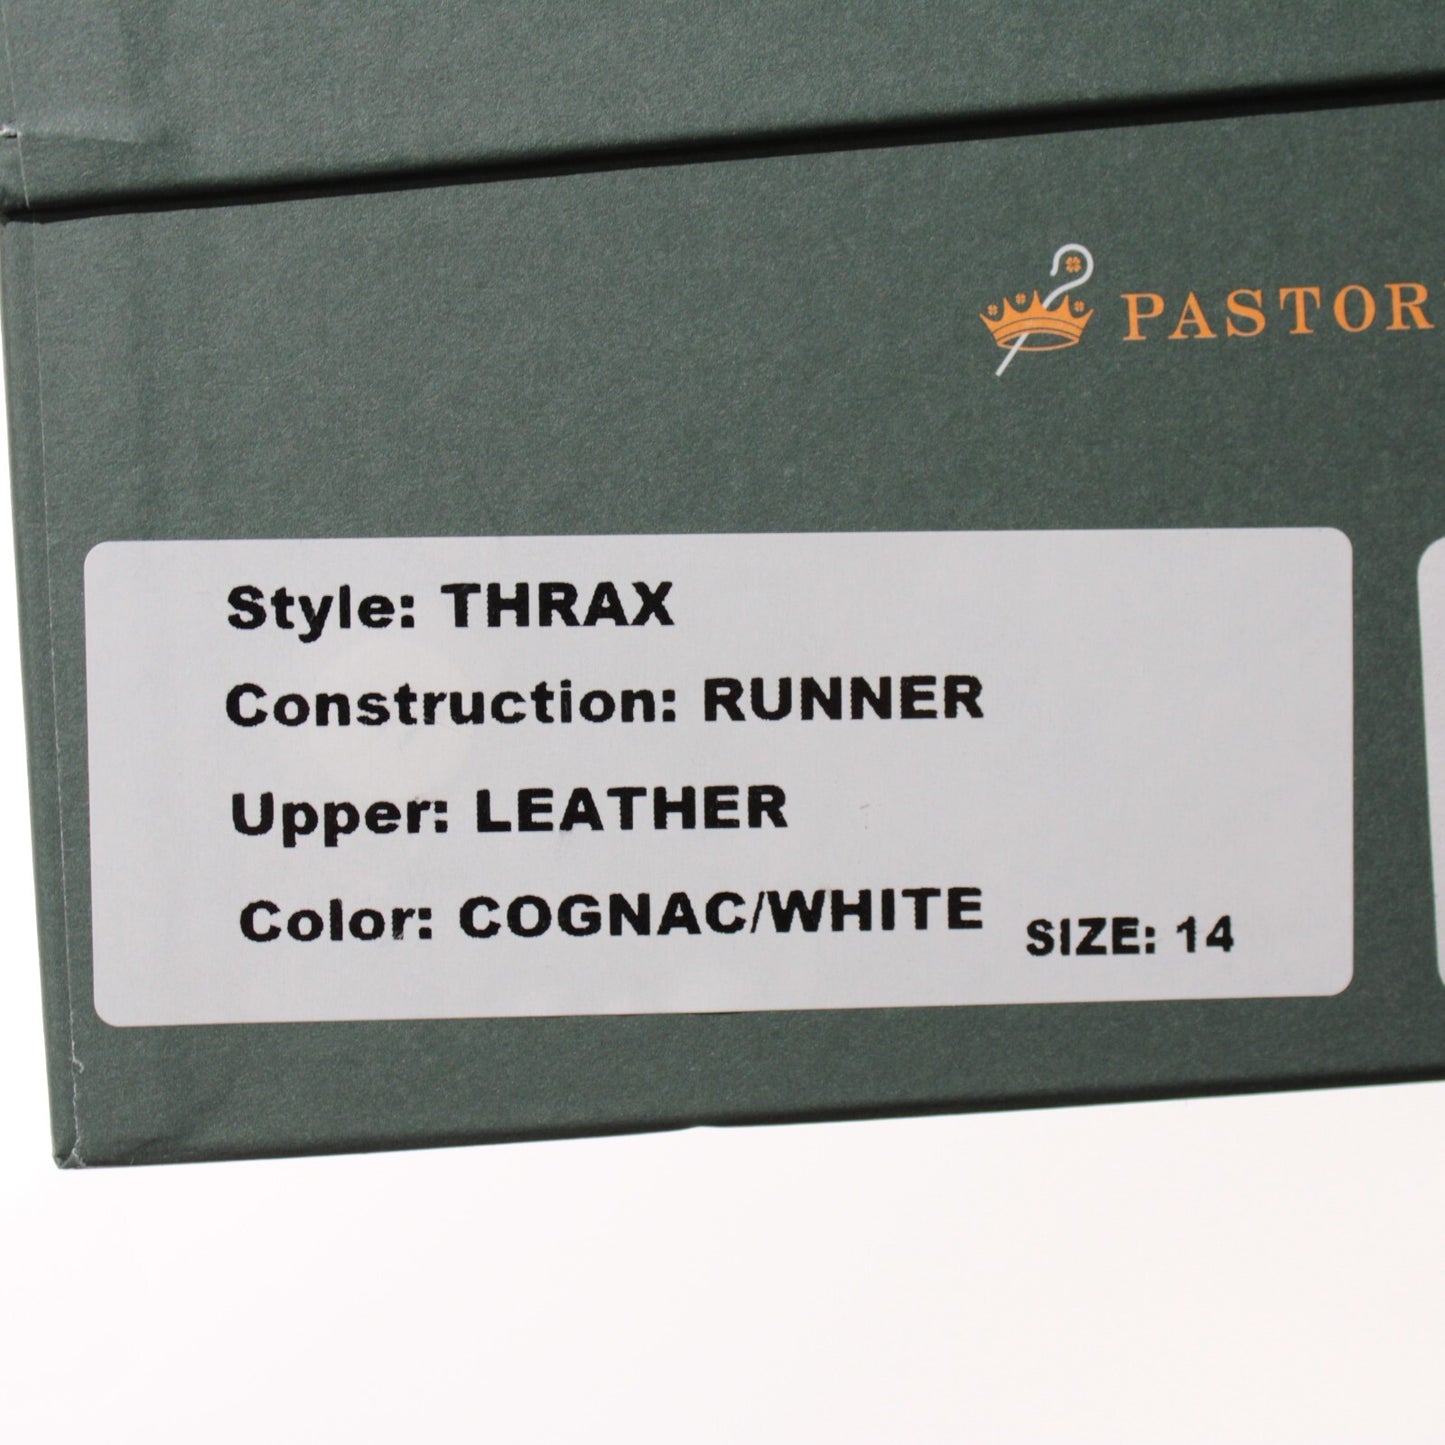 PASTOR
Style: THRAX
Construction: RUNNER
Upper: LEATHER
Color: COGNAC/WHITE
SIZE: 14